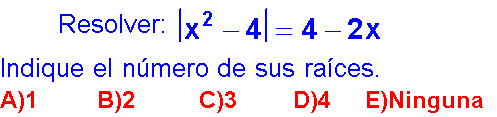 Resolver: |x² − 4| = 4 − 2x
Indique el número de sus raíces.
A)1 B)2 C)3 D)4 E)Ninguna